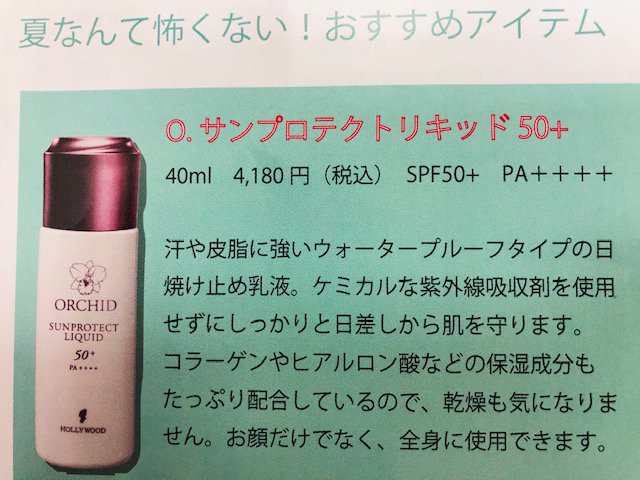 夏なんて怖くない！おすすめアイテム
O. サンプロテクトリキッド 50+
40ml 4,180 円（税込） SPF50+ PA＋＋＋＋
汗や皮脂に強いウォータープルーフタイプの日
焼け止め乳液。ケミカルな紫外線吸収剤を使用
せずにしっかりと日差しから肌を守ります。
コラーゲンやヒアルロン酸などの保湿成分も
たっぷり配合しているので、乾燥も気になりま
せん。お顔だけでなく、全身に使用できます。
ORCHID
SUNPROTECT
LIQUID
50+
PA++++
HOLLYWOOD